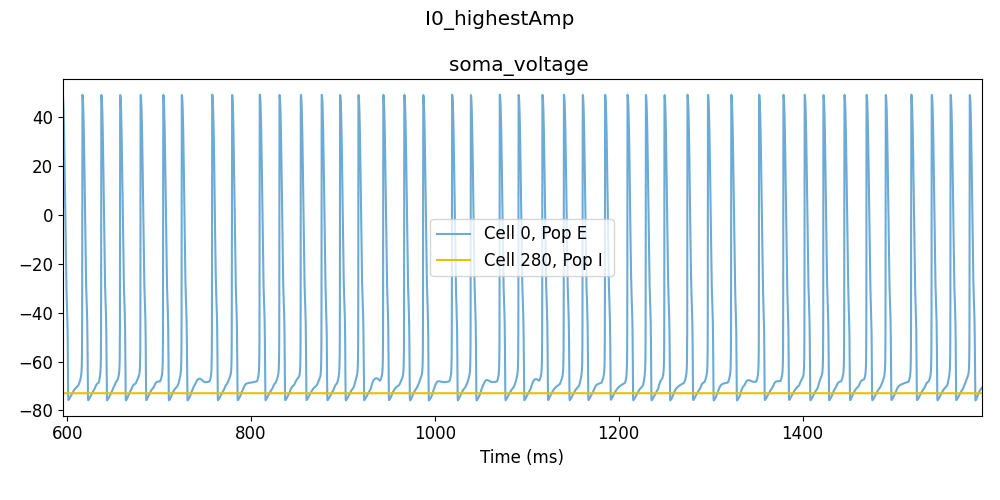 I0_highestAmp
soma_voltage
40
20
0
−20
−40
−60
−80
Cell 0, Pop E
Cell 280, Pop I
600
800
1000
1200
1400
Time (ms)